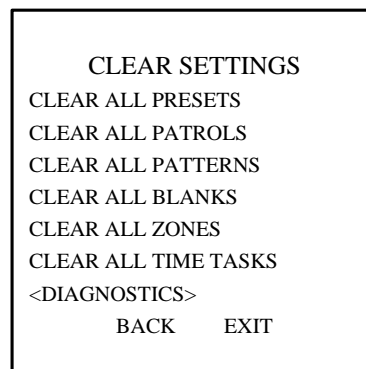 CLEAR SETTINGS
CLEAR ALL PRESETS
CLEAR ALL PATROLS
CLEAR ALL PATTERNS
CLEAR ALL BLANKS
CLEAR ALL ZONES
CLEAR ALL TIME TASKS
<DIAGNOSTICS>
BACK EXIT